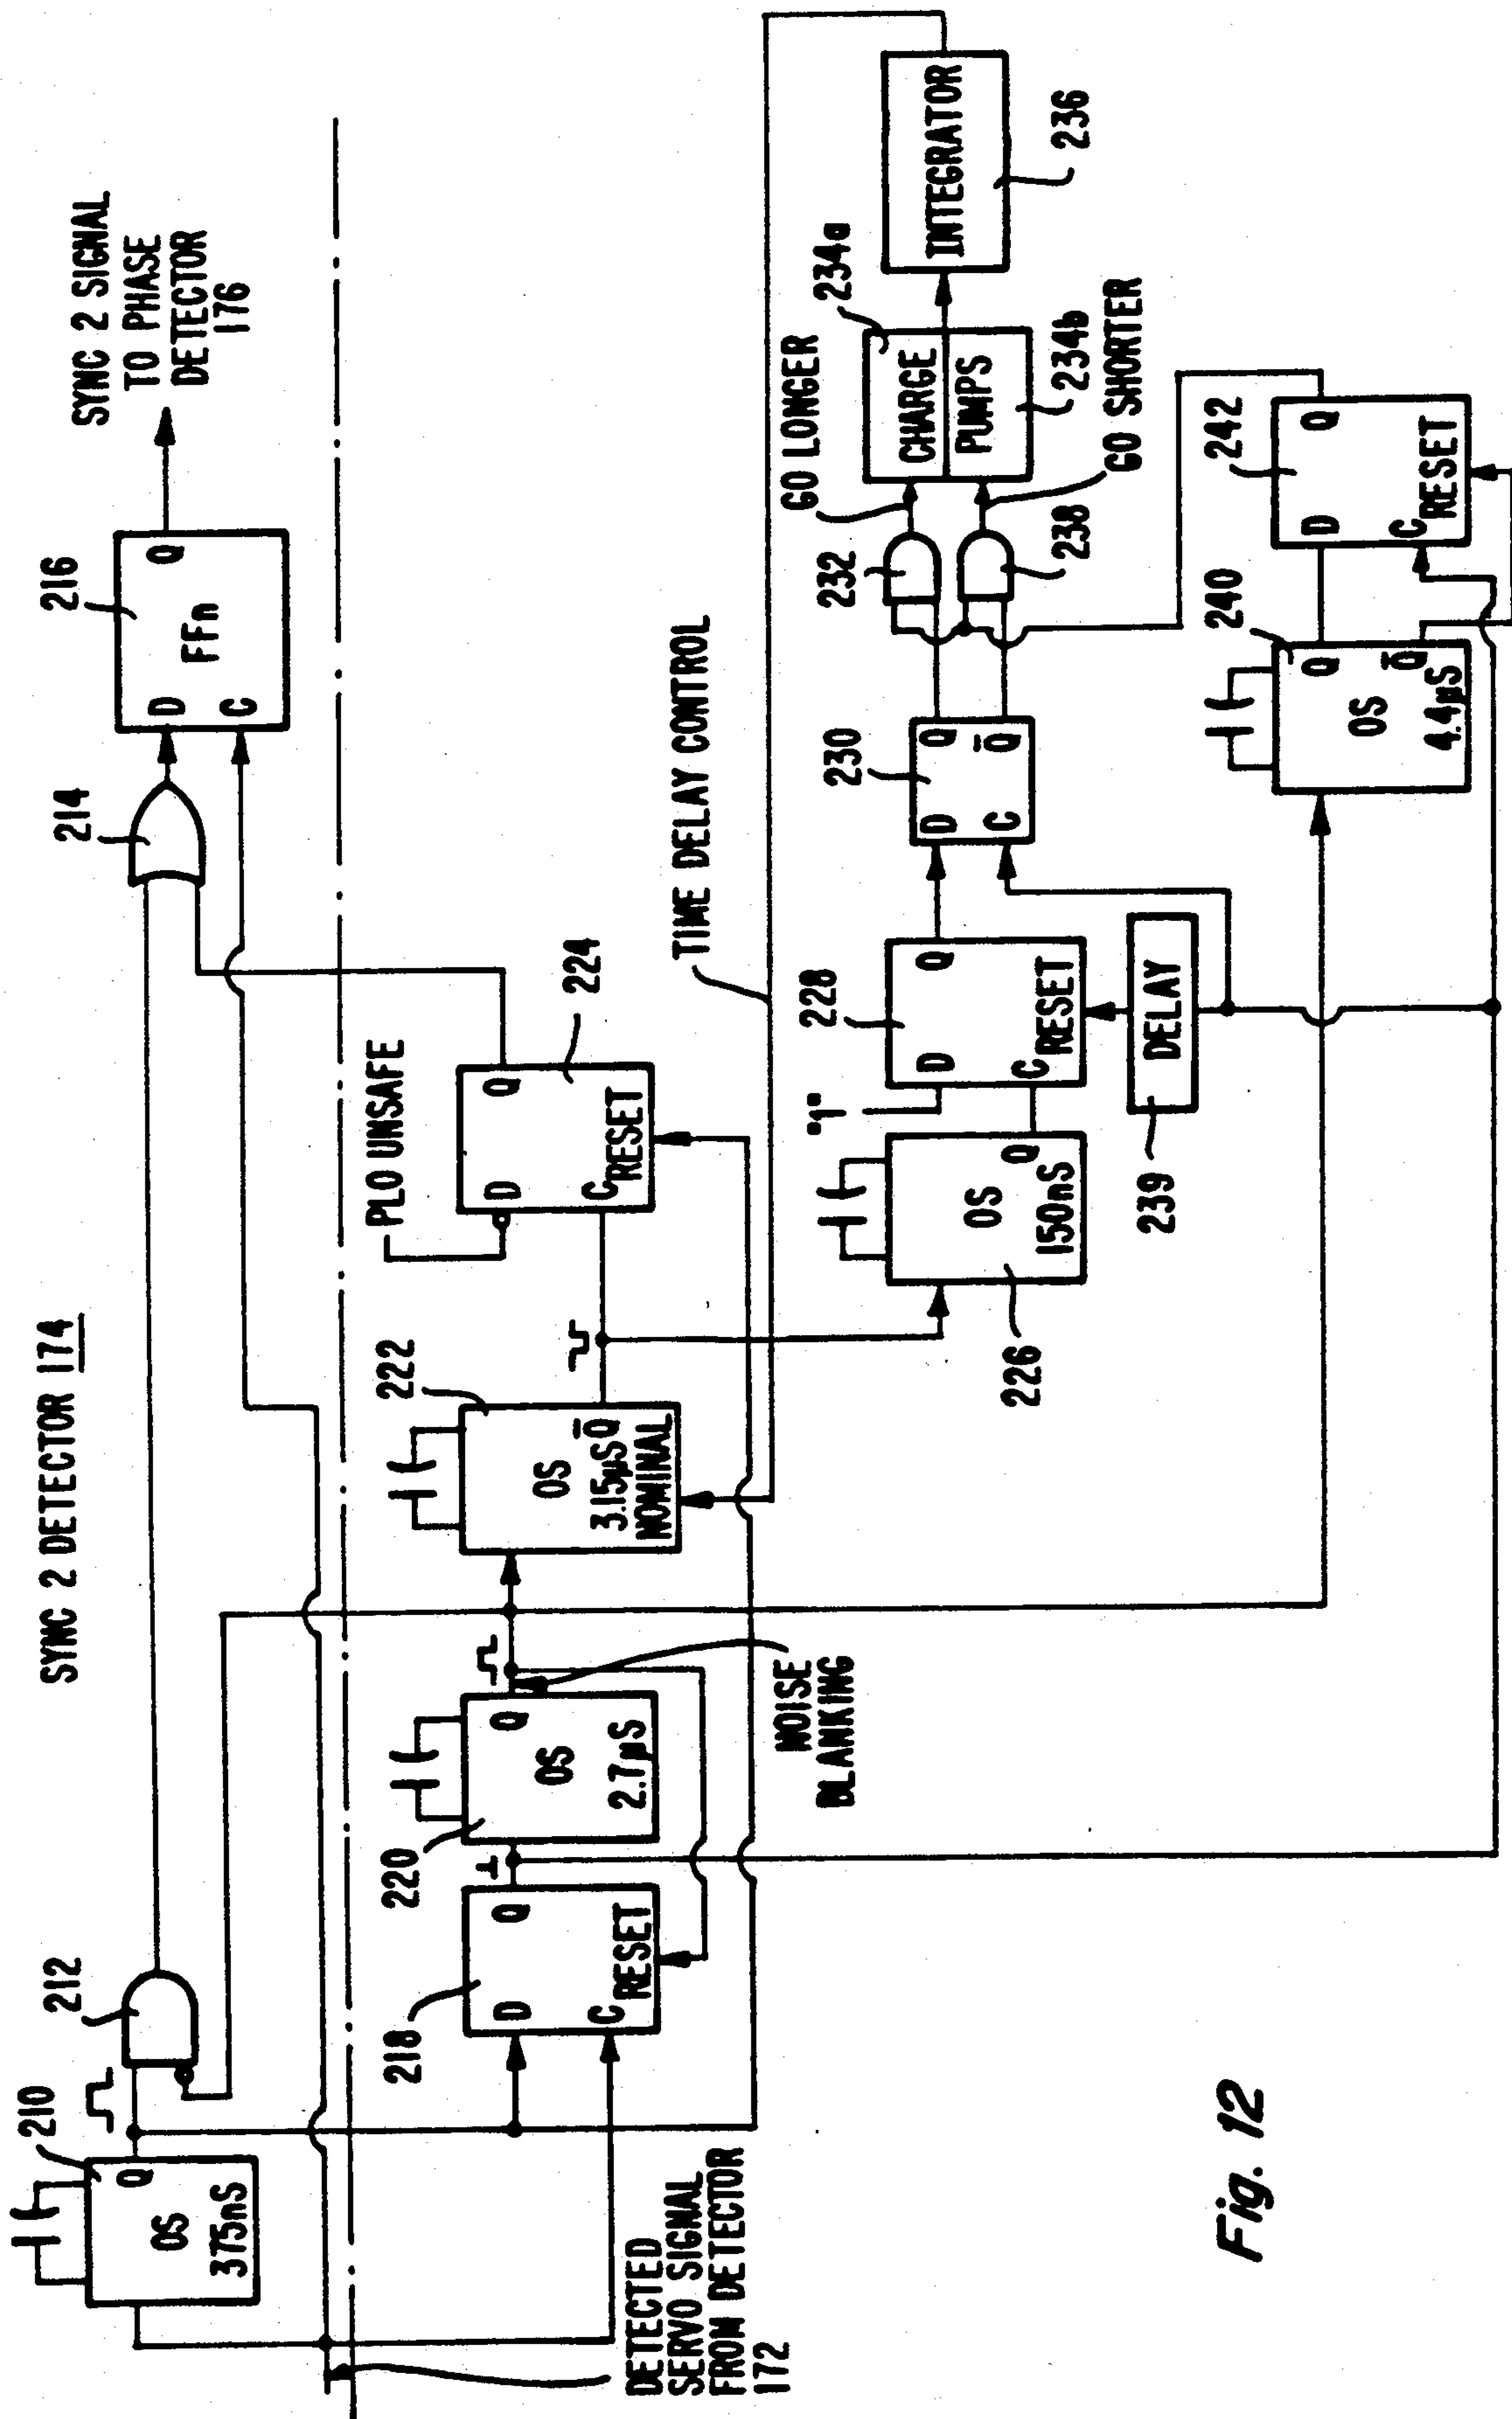 SYNC 2 DETECTOR 174
210
OS
Q
375nS
212
214
216
D
Q
FFn
C
SYNC 2 SIGNAL
TO PHASE
DETECTOR
176
DETECTED
SERVO SIGNAL
FROM DETECTOR
172
218
D
Q
C
RESET
220
Q
OS
2.7µS
NOISE
BLANKING
222
OS
3.15µS Q̅
NOMINAL
PLO UNSAFE
224
D
Q
C
RESET
TIME DELAY CONTROL
226
OS
Q
150nS
"1"
228
D
Q
C
RESET
DELAY
239
230
D
Q
C
Q̅
232
238
GO LONGER
GO SHORTER
234a
CHARGE
PUMPS
234b
INTEGRATOR
236
240
Q
OS
Q̅
4.4µS
242
D
Q
C
RESET
Fig. 12